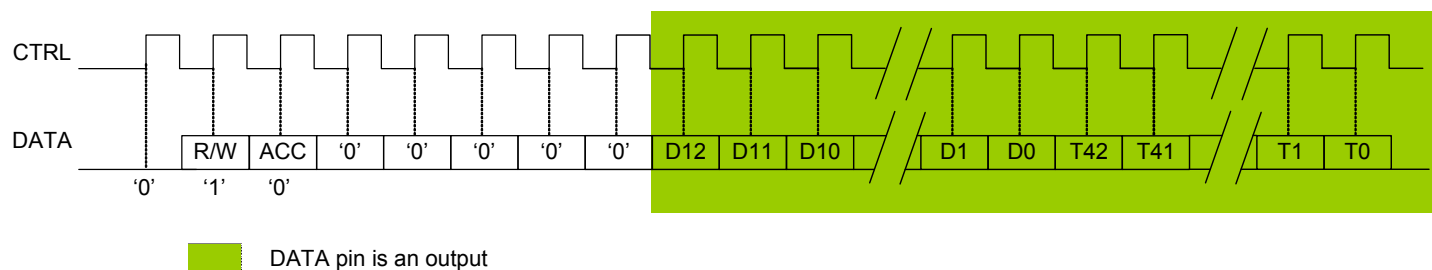 CTRL
DATA R/W ACC ‘0’ ‘0’ ‘0’ ‘0’ ‘0’ D12 D11 D10 D1 D0 T42 T41 T1 T0
‘0’ ‘1’ ‘0’
DATA pin is an output